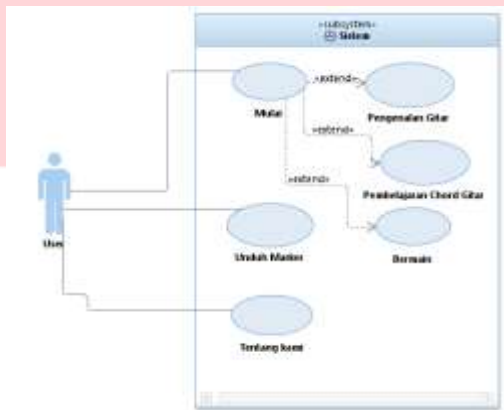 «subsystem»
Sistem
«extend»
Mulai
Pengenalan Gitar
«extend»
«extend»
Pembelajaran Chord Gitar
User
Unduh Marker
Bermain
Tentang kami